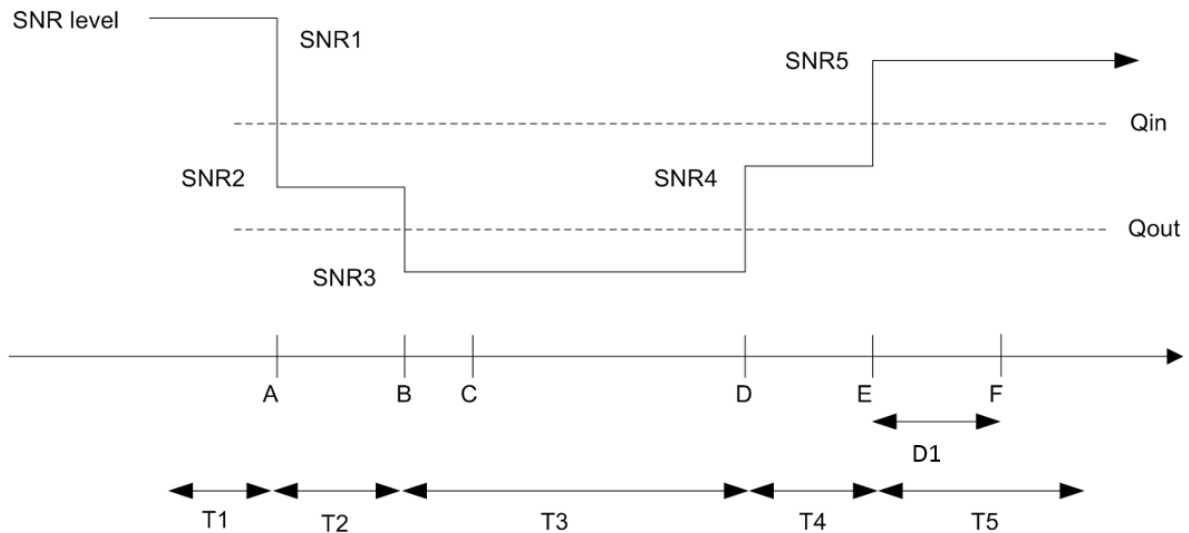 SNR level
SNR1
SNR5
Qin
SNR2
SNR4
Qout
SNR3
A B C D E F
D1
T1 T2 T3 T4 T5